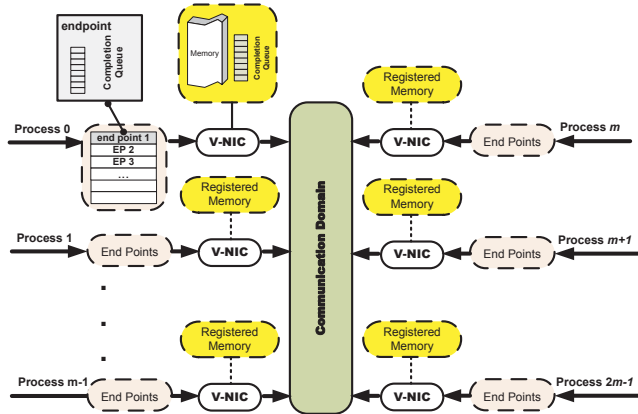 endpoint
Completion
Queue
Memory
Completion
Queue
Registered
Memory
Process 0
end point 1
EP 2
EP 3
...
V-NIC
V-NIC
End Points
Process m
Registered
Memory
Registered
Memory
Process 1
End Points
V-NIC
Communication Domain
V-NIC
End Points
Process m+1
Registered
Memory
Registered
Memory
Process m-1
End Points
V-NIC
V-NIC
End Points
Process 2m-1